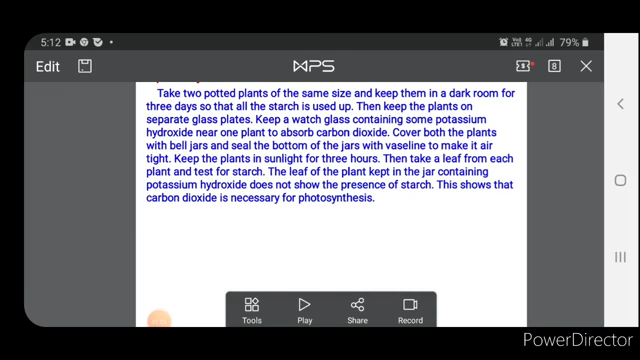 5:12
VoD
LTE1
4G
79%
Edit
WPS
8
Take two potted plants of the same size and keep them in a dark room for
three days so that all the starch is used up. Then keep the plants on
separate glass plates. Keep a watch glass containing some potassium
hydroxide near one plant to absorb carbon dioxide. Cover both the plants
with bell jars and seal the bottom of the jars with vaseline to make it air
tight. Keep the plants in sunlight for three hours. Then take a leaf from each
plant and test for starch. The leaf of the plant kept in the jar containing
potassium hydroxide does not show the presence of starch. This shows that
carbon dioxide is necessary for photosynthesis.
Tools Play Share Record
PowerDirector